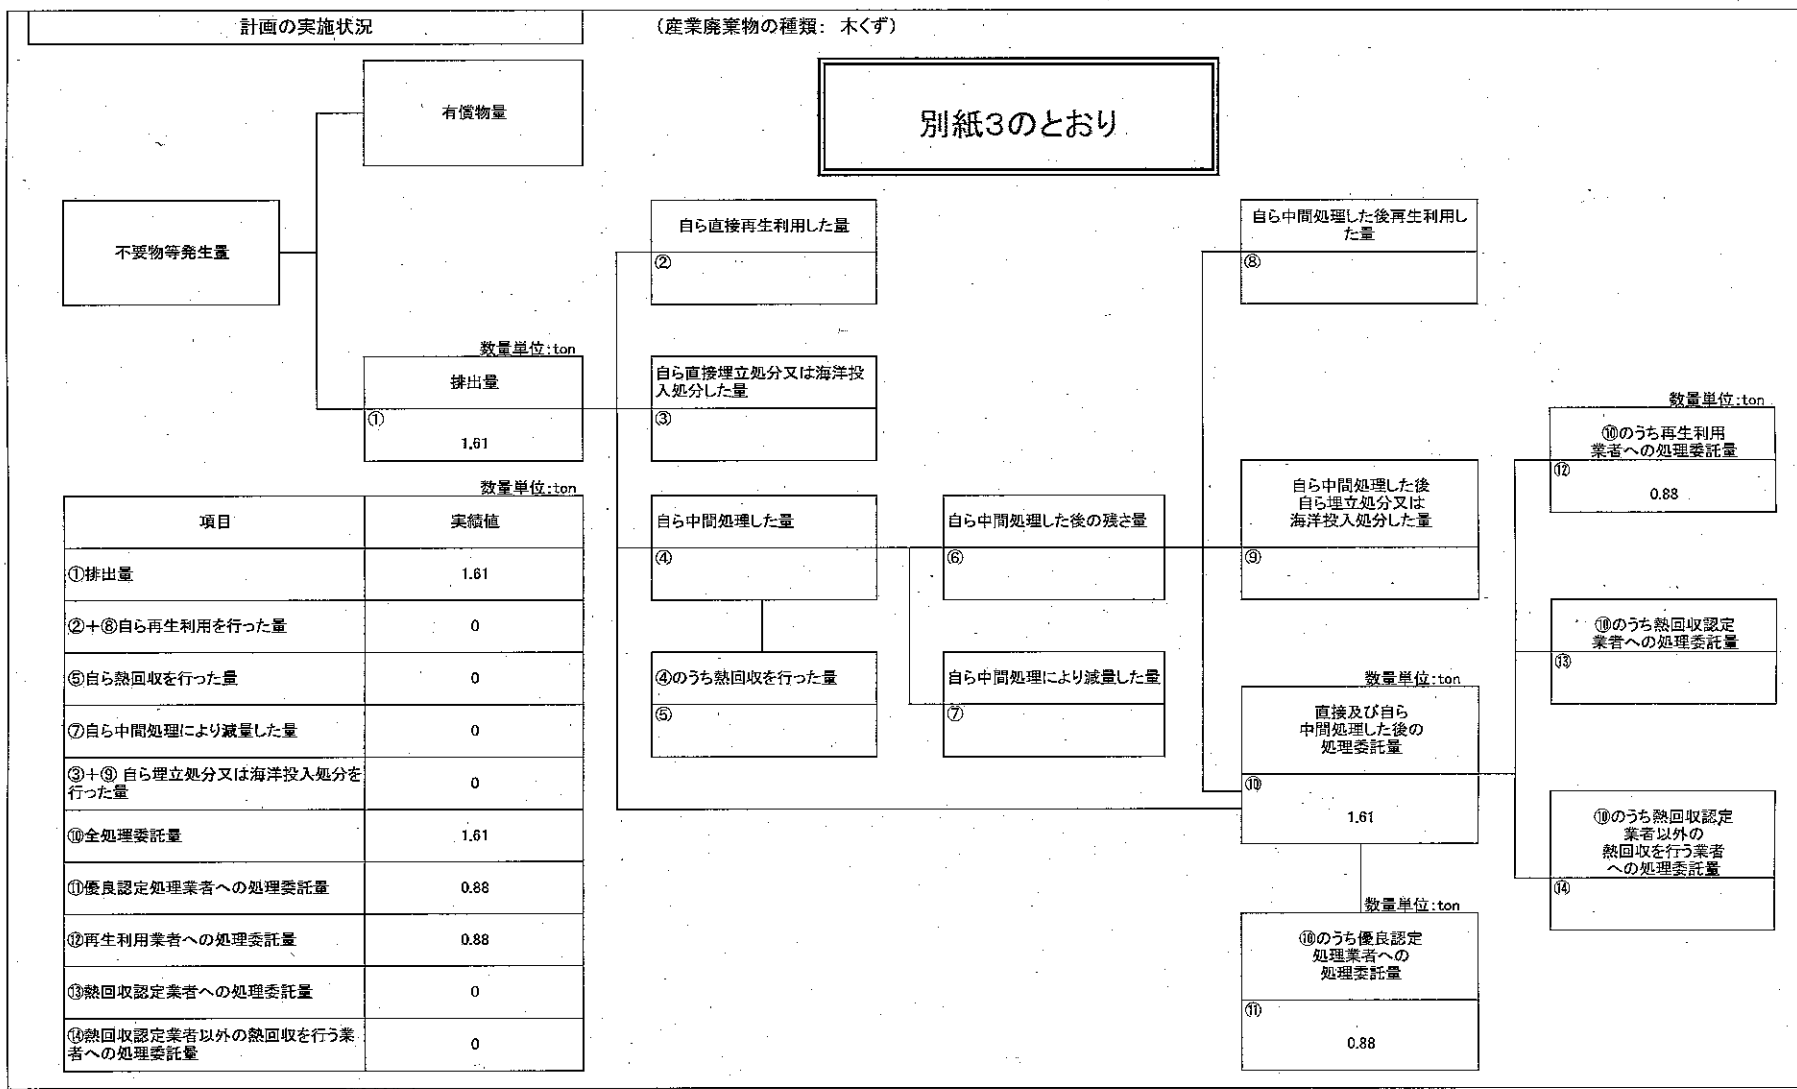 計画の実施状況
(産業廃棄物の種類: 木くず)
有償物量
別紙3のとおり
不要物等発生量
自ら直接再生利用した量
②
自ら中間処理した後再生利用し
た量
⑧
数量単位:ton
排出量
①
1.61
自ら直接埋立処分又は海洋投
入処分した量
③
数量単位:ton
⑩のうち再生利用
業者への処理委託量
⑫
0.88
数量単位:ton
項目
実績値
①排出量
1.61
②+⑧自ら再生利用を行った量
0
⑤自ら熱回収を行った量
0
⑦自ら中間処理により減量した量
0
③+⑨ 自ら埋立処分又は海洋投入処分を
行った量
0
⑩全処理委託量
1.61
⑪優良認定処理業者への処理委託量
0.88
⑫再生利用業者への処理委託量
0.88
⑬熱回収認定業者への処理委託量
0
⑭熱回収認定業者以外の熱回収を行う業
者への処理委託量
0
自ら中間処理した量
④
自ら中間処理した後の残さ量
⑥
自ら中間処理した後
自ら埋立処分又は
海洋投入処分した量
⑨
④のうち熱回収を行った量
⑤
自ら中間処理により減量した量
⑦
⑩のうち熱回収認定
業者への処理委託量
⑬
数量単位:ton
直接及び自ら
中間処理した後の
処理委託量
⑩
1.61
⑩のうち熱回収認定
業者以外の
熱回収を行う業者
への処理委託量
⑭
数量単位:ton
⑩のうち優良認定
処理業者への
処理委託量
⑪
0.88